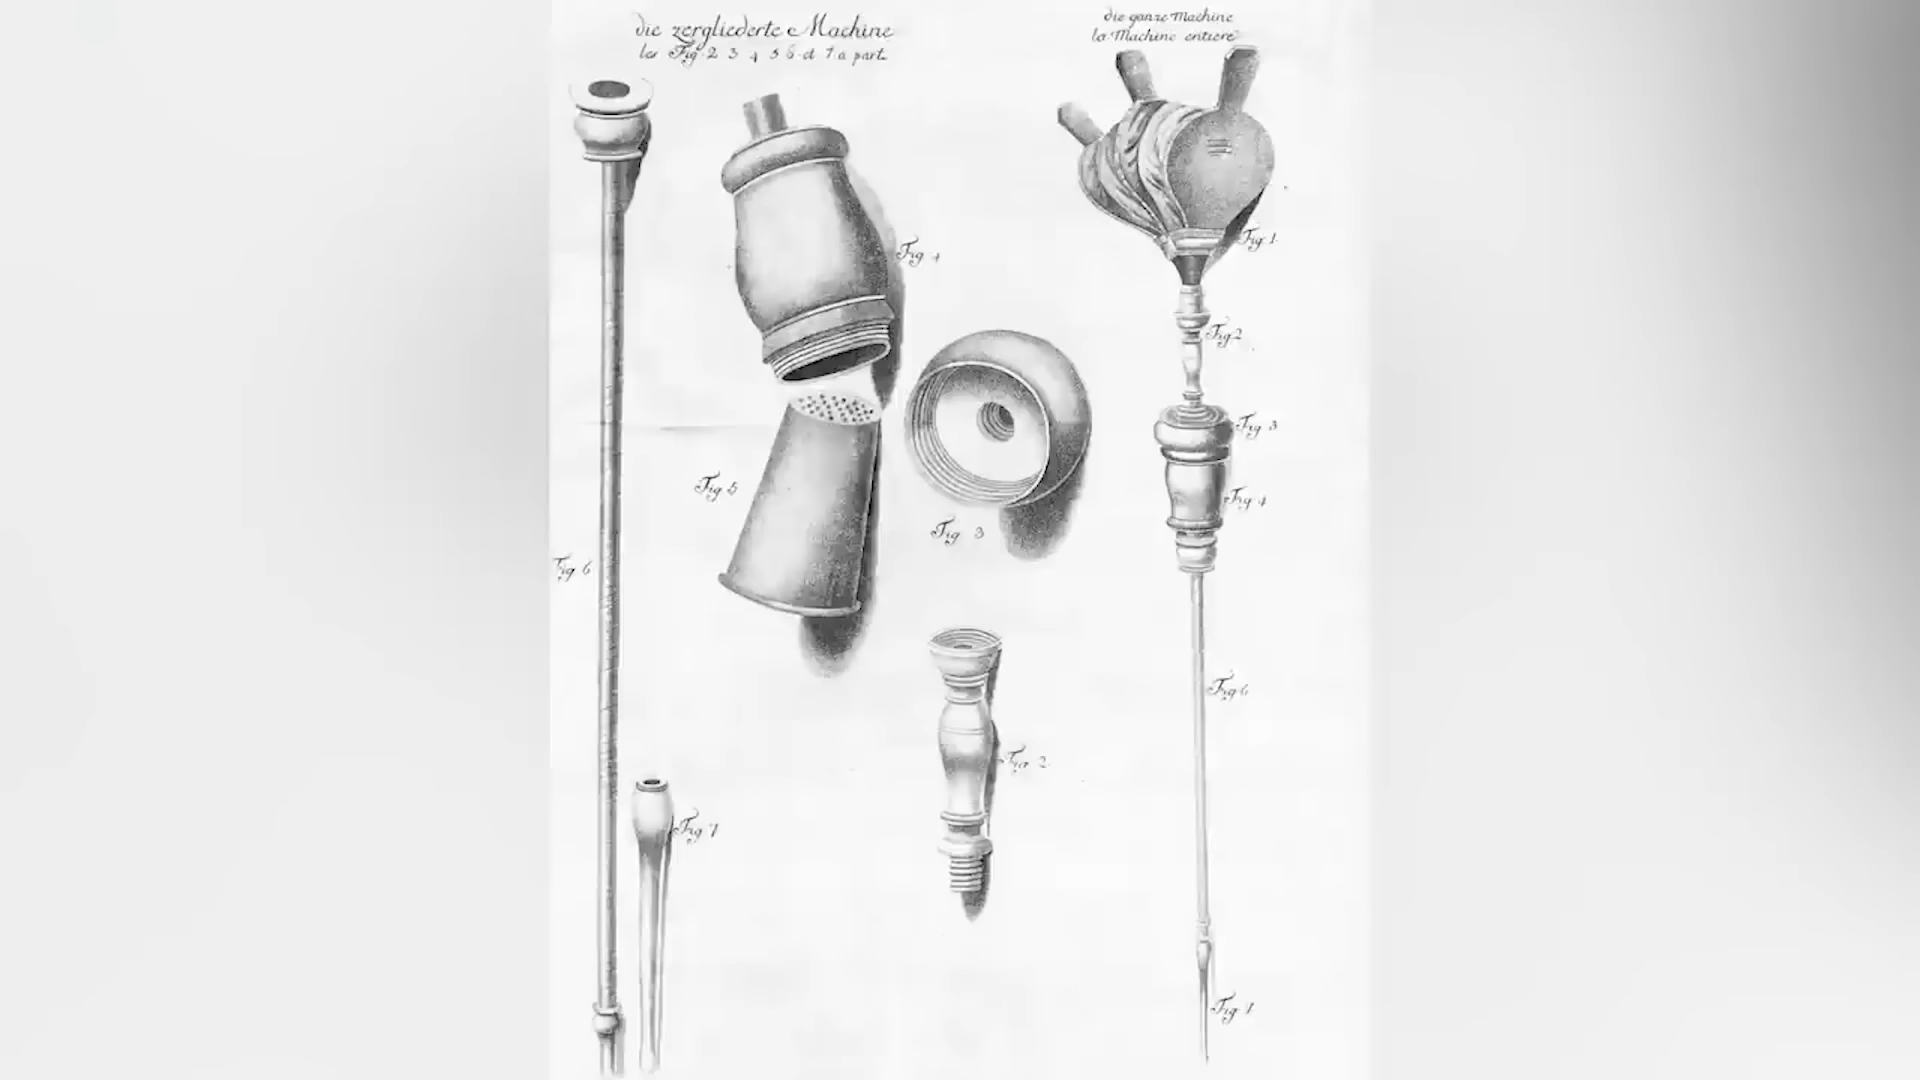 die zergliederte Machine
les Fig 2 3 4 5 6 et 7 a part
die ganze Machine
la Machine entiere
Fig 1.
Fig 4
Fig 2
Fig 3
Fig 5
Fig 4
Fig 3
Fig 6
Fig 6
Fig 2
Fig 7
Fig 7